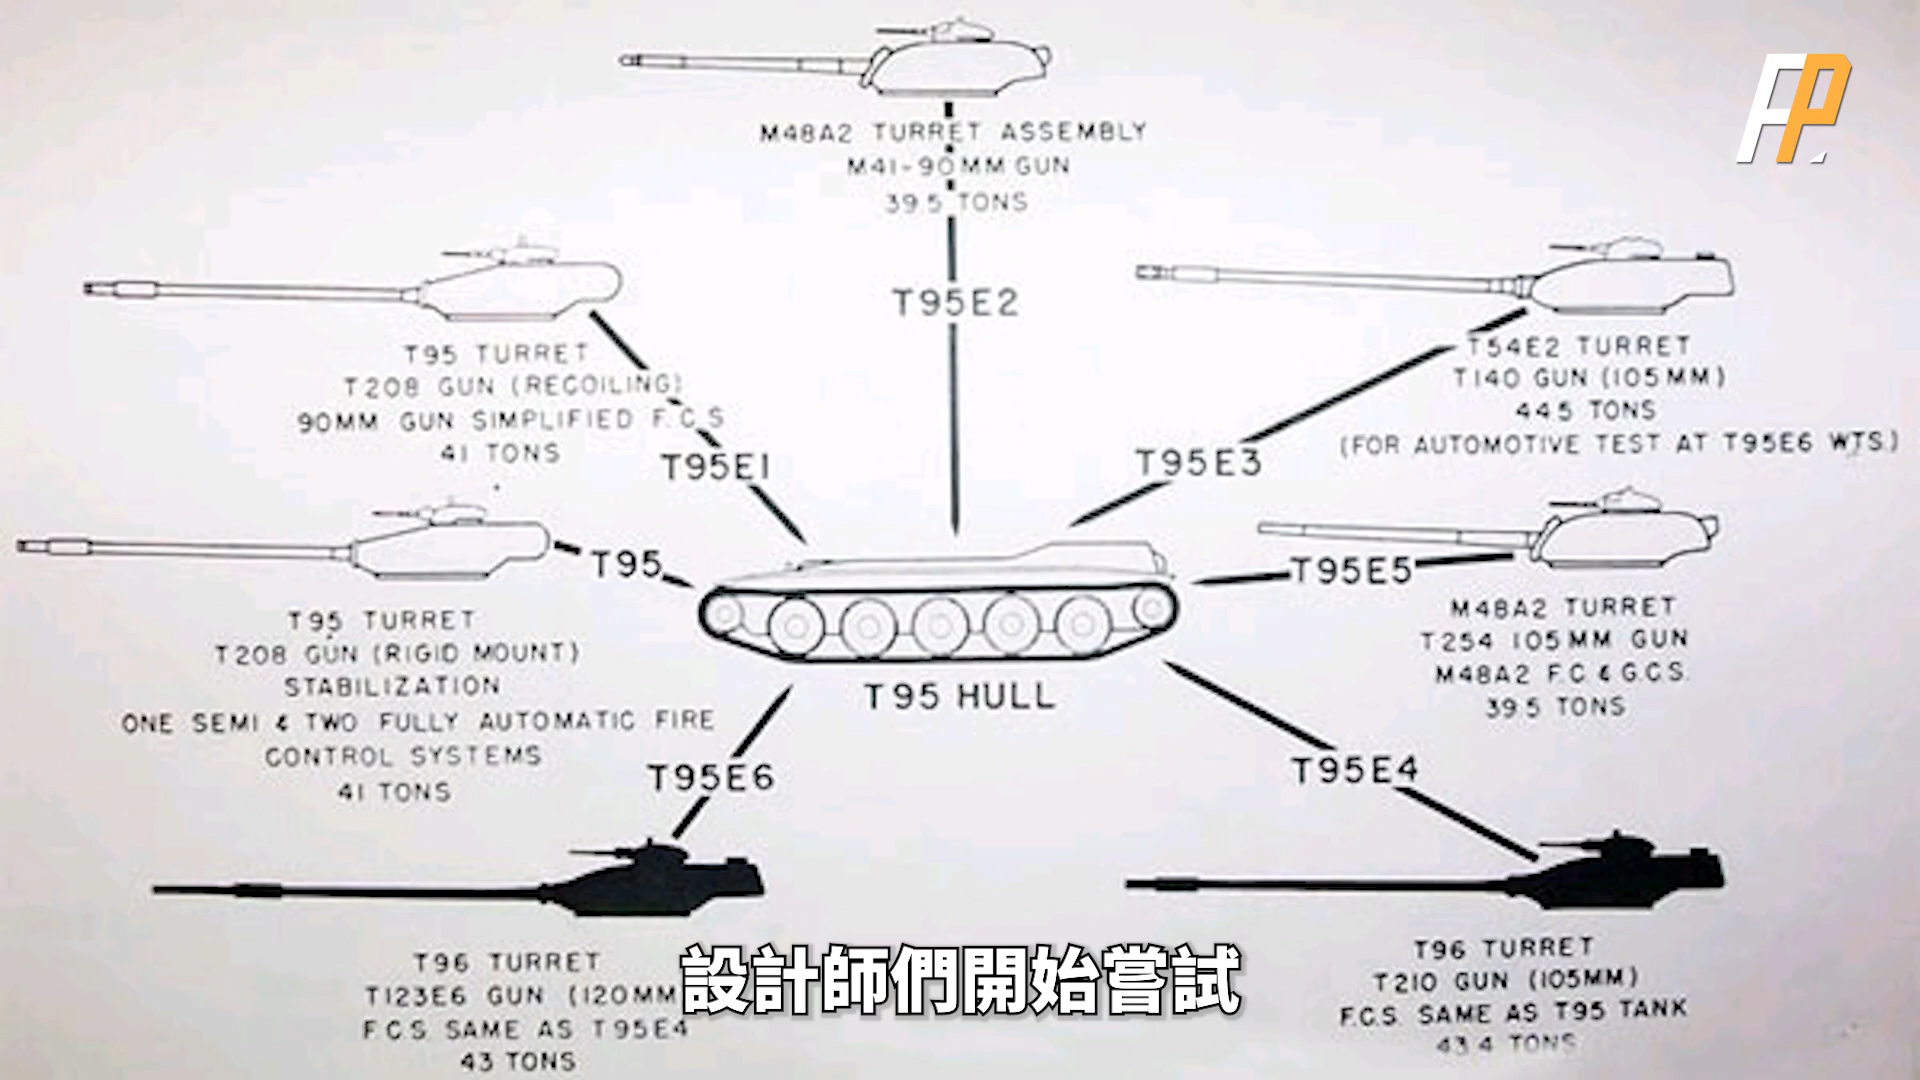 M48A2 TURRET ASSEMBLY
M41-90MM GUN
39.5 TONS
T95E2
FP.
T95 TURRET
T208 GUN (RECOILING)
90MM GUN SIMPLIFIED F.C.S
41 TONS
T95E1
T54E2 TURRET
T140 GUN (105MM)
44.5 TONS
(FOR AUTOMOTIVE TEST AT T95E6 WTS.)
T95E3
T95
T95 TURRET
T208 GUN (RIGID MOUNT)
STABILIZATION
ONE SEMI & TWO FULLY AUTOMATIC FIRE
CONTROL SYSTEMS
41 TONS
T95E5
M48A2 TURRET
T254 105MM GUN
M48A2 F.C & G.C.S.
39.5 TONS
T95 HULL
T95E6
T95E4
T96 TURRET
T123E6 GUN (120MM
F.C.S SAME AS T95E4
43 TONS
T96 TURRET
T210 GUN (105MM)
F.C.S. SAME AS T95 TANK
43.4 TONS
設計師們開始嘗試